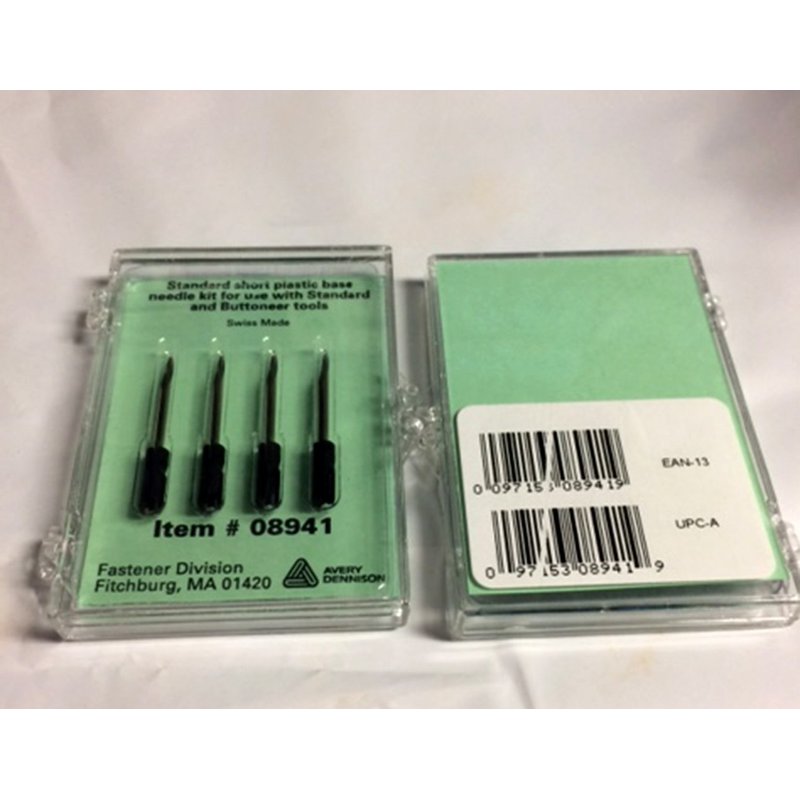 Standard short plastic base
needle kit for use with Standard
and Buttoneer tools
Swiss Made
Item # 08941
Fastener Division
Fitchburg, MA 01420
AVERY
DENNISON
EAN-13
0 097153 089419
UPC-A
0 97153 08941 9